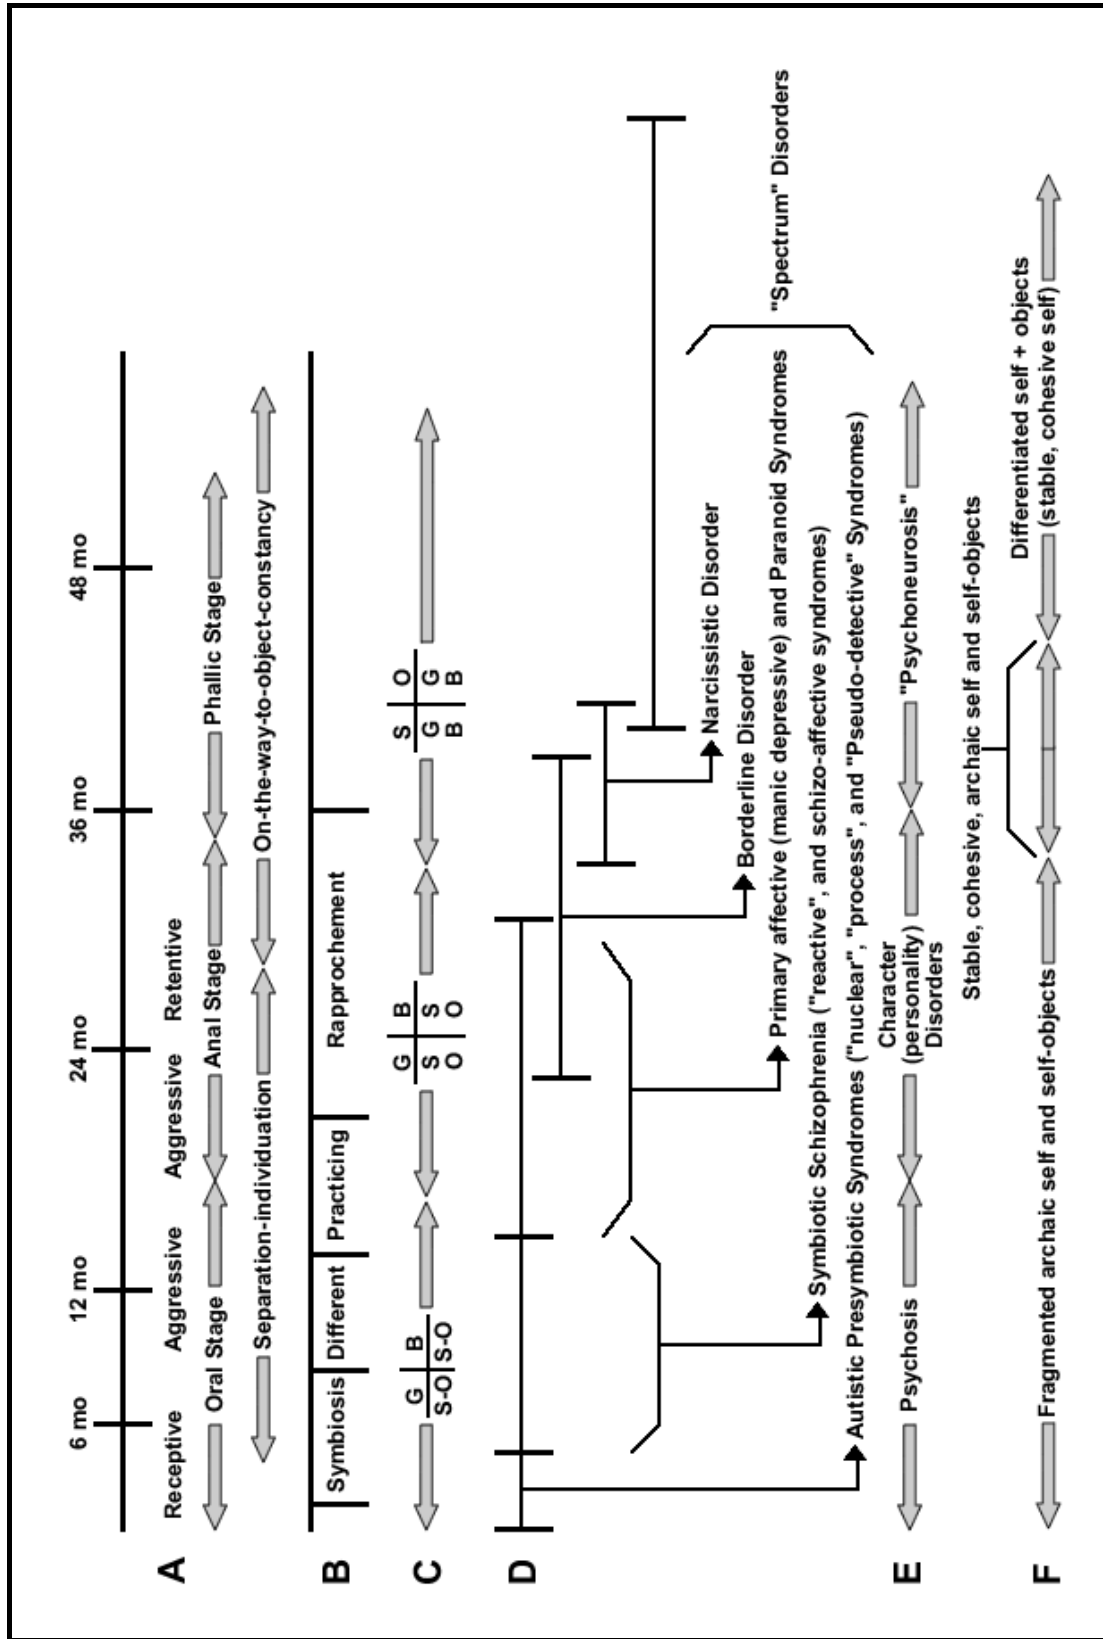 6 mo
12 mo
24 mo
36 mo
48 mo
A
Receptive
Aggressive
Aggressive
Retentive
Oral Stage
Anal Stage
Phallic Stage
Separation-individuation
On-the-way-to-object-constancy
B
Symbiosis
Different
Practicing
Rapprochement
C
G
B
S-O
S-O
G
B
S
S
O
O
S
O
G
G
B
B
D
Narcissistic Disorder
Borderline Disorder
"Spectrum" Disorders
Primary affective (manic depressive) and Paranoid Syndromes
Symbiotic Schizophrenia ("reactive", and schizo-affective syndromes)
Autistic Presymbiotic Syndromes ("nuclear", "process", and "Pseudo-detective" Syndromes)
E
Psychosis
Character
(personality)
Disorders
"Psychoneurosis"
Stable, cohesive, archaic self and self-objects
F
Fragmented archaic self and self-objects
Differentiated self + objects
(stable, cohesive self)